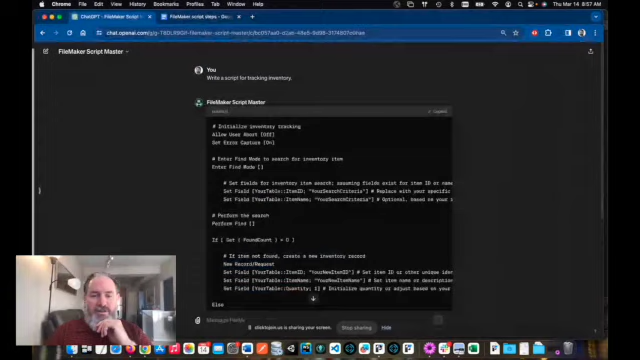 Chrome File Edit View History Bookmarks Profiles Tab Window Help
Thu Mar 14 8:57 AM
ChatGPT - FileMaker Script M
FileMaker script steps - Goo
FileMaker Script Master
You
Write a script for tracking inventory.
FileMaker Script Master
# Initialize inventory tracking
Allow User Abort [Off]
Set Error Capture [On]
# Enter Find Mode to search for inventory item
Enter Find Mode []
# Set fields for inventory item search; assuming fields exist for item ID or name
Set Field [YourTable::ItemID; "YourSearchCriteria"] # Replace with your specific
Set Field [YourTable::ItemName; "YourSearchCriteria"] # Optional, based on your
# Perform the search
Perform Find []
If [ Get ( FoundCount ) = 0 ]
# If item not found, create a new inventory record
New Record/Request
Set Field [YourTable::ItemID; "YourNewItemID"] # Set item ID or other unique iden
Set Field [YourTable::ItemName; "YourNewItemName"] # Set item name or description
Set Field [YourTable::Quantity; 1] # Initialize quantity or adjust based on your
Else
is sharing your screen.
Stop sharing
Hide